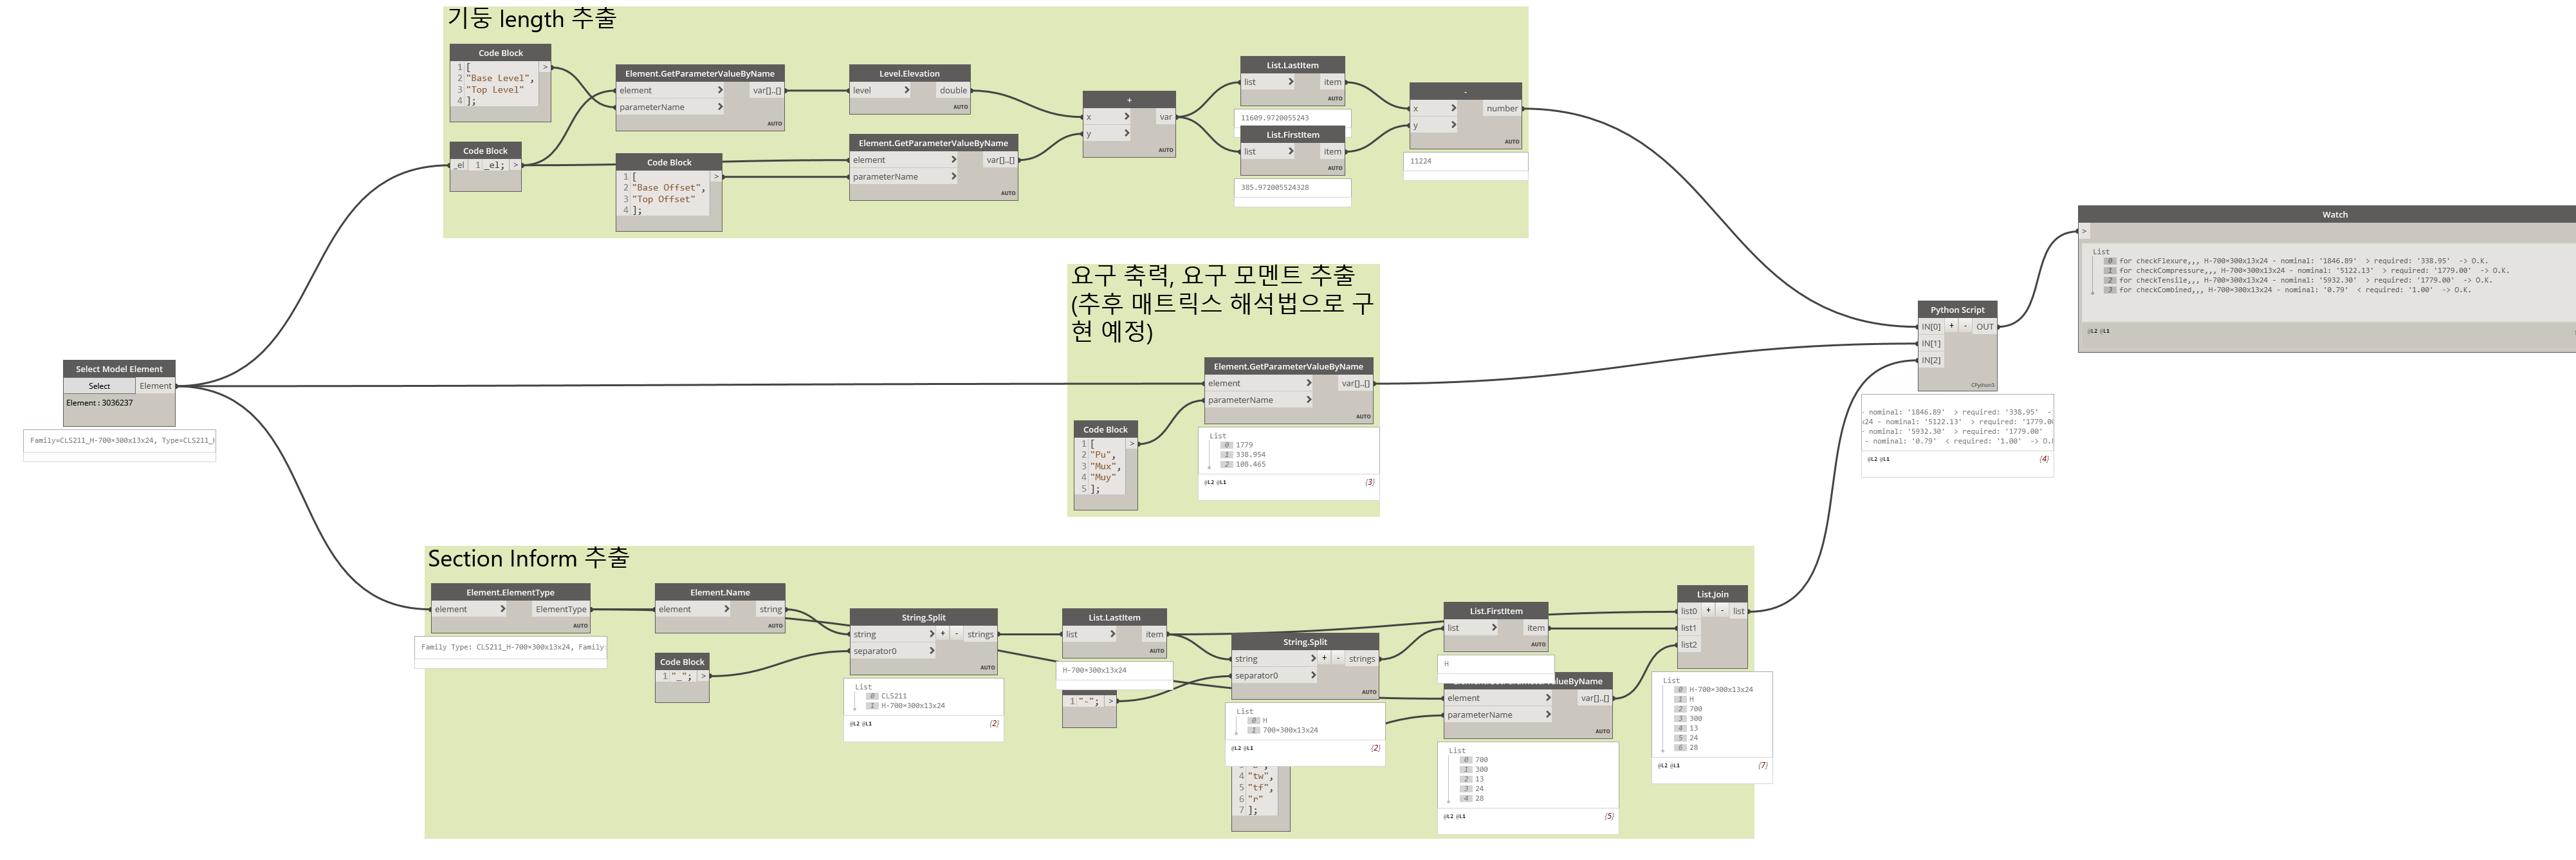 기둥 length 추출
Code Block
1 [
2 "Base Level",
3 "Top Level"
4 ];
>
Element.GetParameterValueByName
element > var[]..[]
parameterName >
AUTO
Level.Elevation
level > double
AUTO
Code Block
_el 1 _el; >
Code Block
1 [
2 "Base Offset",
3 "Top Offset"
4 ];
>
Element.GetParameterValueByName
element > var[]..[]
parameterName >
AUTO
+
x > var
y >
AUTO
List.LastItem
list > item
AUTO
11609.9720055243
List.FirstItem
list > item
AUTO
385.972005524328
-
x > number
y >
AUTO
11224
요구 축력, 요구 모멘트 추출
(추후 매트릭스 해석법으로 구
현 예정)
Element.GetParameterValueByName
element > var[]..[]
parameterName >
AUTO
Code Block
1 [
2 "Pu",
3 "Mux",
4 "Muy"
5 ];
>
List
0 1779
1 338.954
2 108.465
@L2 @L1 {3}
Select Model Element
Select Element
Element : 3036237
Family=CLS211_H-700×300x13x24, Type=CLS211_H
Section Inform 추출
Element.ElementType
element > ElementType
AUTO
Family Type: CLS211_H-700×300x13x24, Family:
Element.Name
element > string
AUTO
Code Block
1 "_"; >
String.Split
string > + - strings
separator0 >
AUTO
List
0 CLS211
1 H-700×300x13x24
@L2 @L1 {2}
List.LastItem
list > item
AUTO
H-700×300x13x24
1 "-"; >
String.Split
string > + - strings
separator0 >
AUTO
List
0 H
1 700×300x13x24
@L2 @L1 {2}
4 "tw",
5 "tf",
6 "r"
7 ];
List.FirstItem
list > item
AUTO
H
ValueByName
element > var[]..[]
parameterName >
AUTO
List
0 700
1 300
2 13
3 24
4 28
@L2 @L1 {5}
List.Join
list0 + - list
list1
list2
AUTO
List
0 H-700×300x13x24
1 H
2 700
3 300
4 13
5 24
6 28
@L2 @L1 {7}
Python Script
IN[0] + - OUT
IN[1]
IN[2]
CPython3
- nominal: '1846.89' > required: '338.95' -
x24 - nominal: '5122.13' > required: '1779.00
- nominal: '5932.30' > required: '1779.00'
- nominal: '0.79' < required: '1.00' -> O.
@L2 @L1 {4}
Watch
>
List
0 for checkFlexure,,, H-700×300x13x24 - nominal: '1846.89' > required: '338.95' -> O.K.
1 for checkCompressure,,, H-700×300x13x24 - nominal: '5122.13' > required: '1779.00' -> O.K.
2 for checkTensile,,, H-700×300x13x24 - nominal: '5932.30' > required: '1779.00' -> O.K.
3 for checkCombined,,, H-700×300x13x24 - nominal: '0.79' < required: '1.00' -> O.K.
@L2 @L1